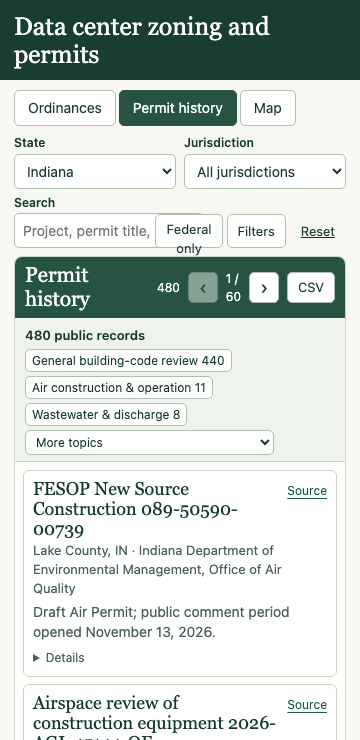 Data center zoning and
permits
Ordinances
Permit history
Map
State
Jurisdiction
Indiana
All jurisdictions
Search
Project, permit title,
Federal
only
Filters
Reset
Permit
history
480
‹
1 /
60
›
CSV
480 public records
General building-code review 440
Air construction & operation 11
Wastewater & discharge 8
More topics
FESOP New Source
Construction 089-50590-
00739
Source
Lake County, IN · Indiana Department of
Environmental Management, Office of Air
Quality
Draft Air Permit; public comment period
opened November 13, 2026.
Details
Airspace review of
construction equipment 2026-
Source